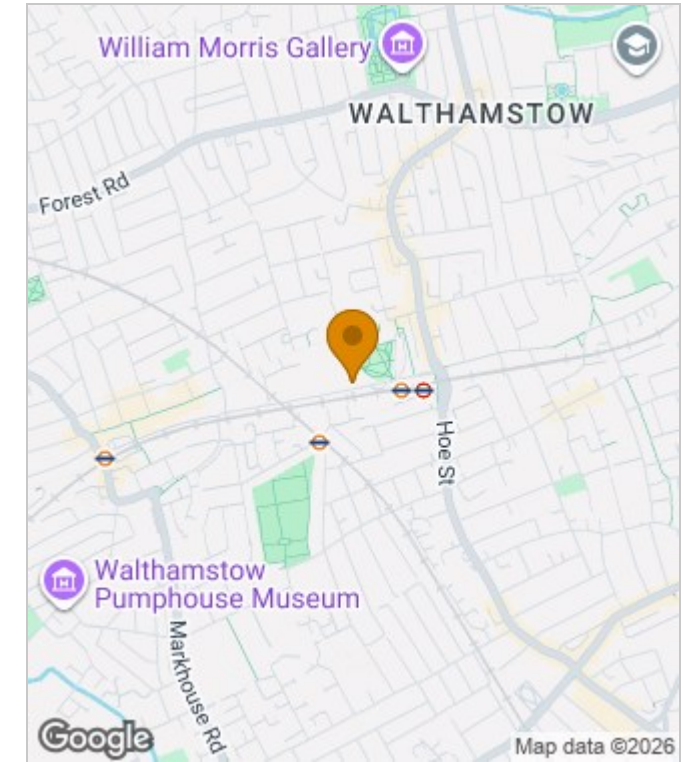 William Morris Gallery
WALTHAMSTOW
Forest Rd
Hoe St
Walthamstow
Pumphouse Museum
Markhouse Rd
Google
Map data ©2026